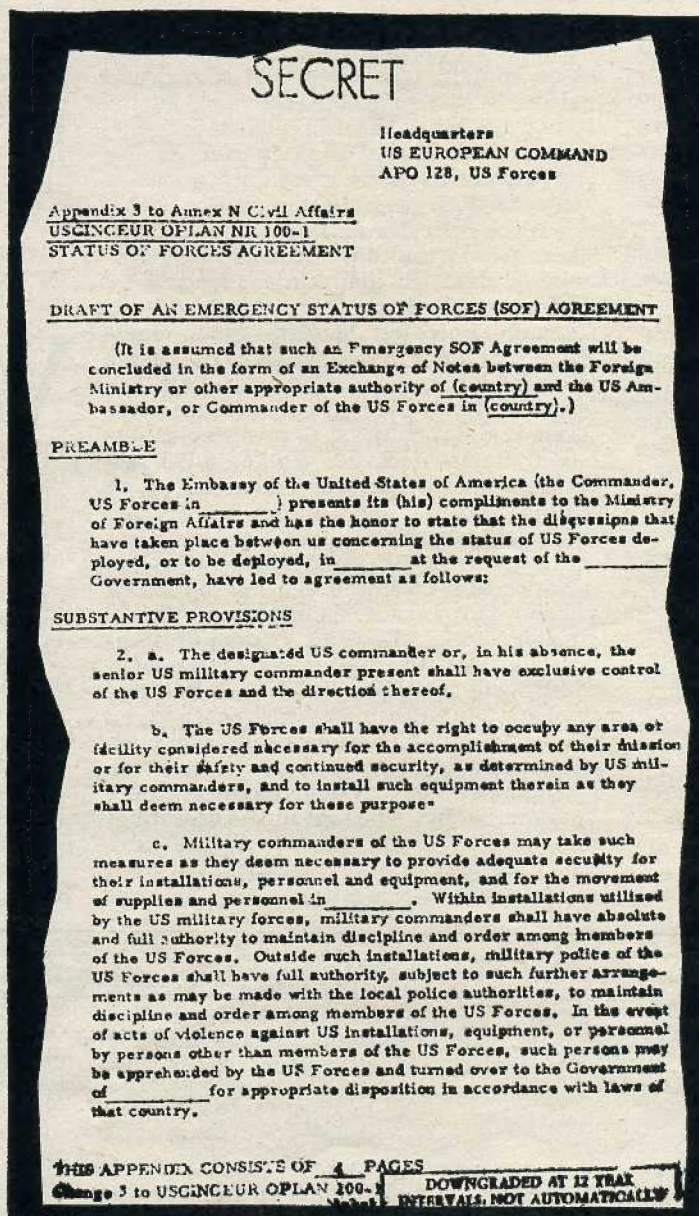 SECRET
Headquarters
US EUROPEAN COMMAND
APO 128, US Forces
Appendix 3 to Annex N Civil Affairs
USCINCEUR OPLAN NR 100-1
STATUS OF FORCES AGREEMENT
DRAFT OF AN EMERGENCY STATUS OF FORCES (SOF) AGREEMENT
(It is assumed that such an Emergency SOF Agreement will be
concluded in the form of an Exchange of Notes between the Foreign
Ministry or other appropriate authority of (country) and the US Am-
bassador, or Commander of the US Forces in (country).)
PREAMBLE
1. The Embassy of the United States of America (the Commander,
US Forces in ________ ) presents its (his) compliments to the Ministry
of Foreign Affairs and has the honor to state that the discussions that
have taken place between us concerning the status of US Forces de-
ployed, or to be deployed, in ________ at the request of the ________
Government, have led to agreement as follows:
SUBSTANTIVE PROVISIONS
2. a. The designated US commander or, in his absence, the
senior US military commander present shall have exclusive control
of the US Forces and the direction thereof.
b. The US Forces shall have the right to occupy any area or
facility considered necessary for the accomplishment of their mission
or for their safety and continued security, as determined by US mil-
itary commanders, and to install such equipment therein as they
shall deem necessary for these purpose
c. Military commanders of the US Forces may take such
measures as they deem necessary to provide adequate security for
their installations, personnel and equipment, and for the movement
of supplies and personnel in ________. Within installations utilized
by the US military forces, military commanders shall have absolute
and full authority to maintain discipline and order among members
of the US Forces. Outside such installations, military police of the
US Forces shall have full authority, subject to such further arrange-
ments as may be made with the local police authorities, to maintain
discipline and order among members of the US Forces. In the event
of acts of violence against US installations, equipment, or personnel
by persons other than members of the US Forces, such persons may
be apprehended by the US Forces and turned over to the Government
of ________ for appropriate disposition in accordance with laws of
that country.
THIS APPENDIX CONSISTS OF 4 PAGES
Change 3 to USCINCEUR OPLAN 100-1
DOWNGRADED AT 12 YEAR
INTERVALS. NOT AUTOMATICALLY